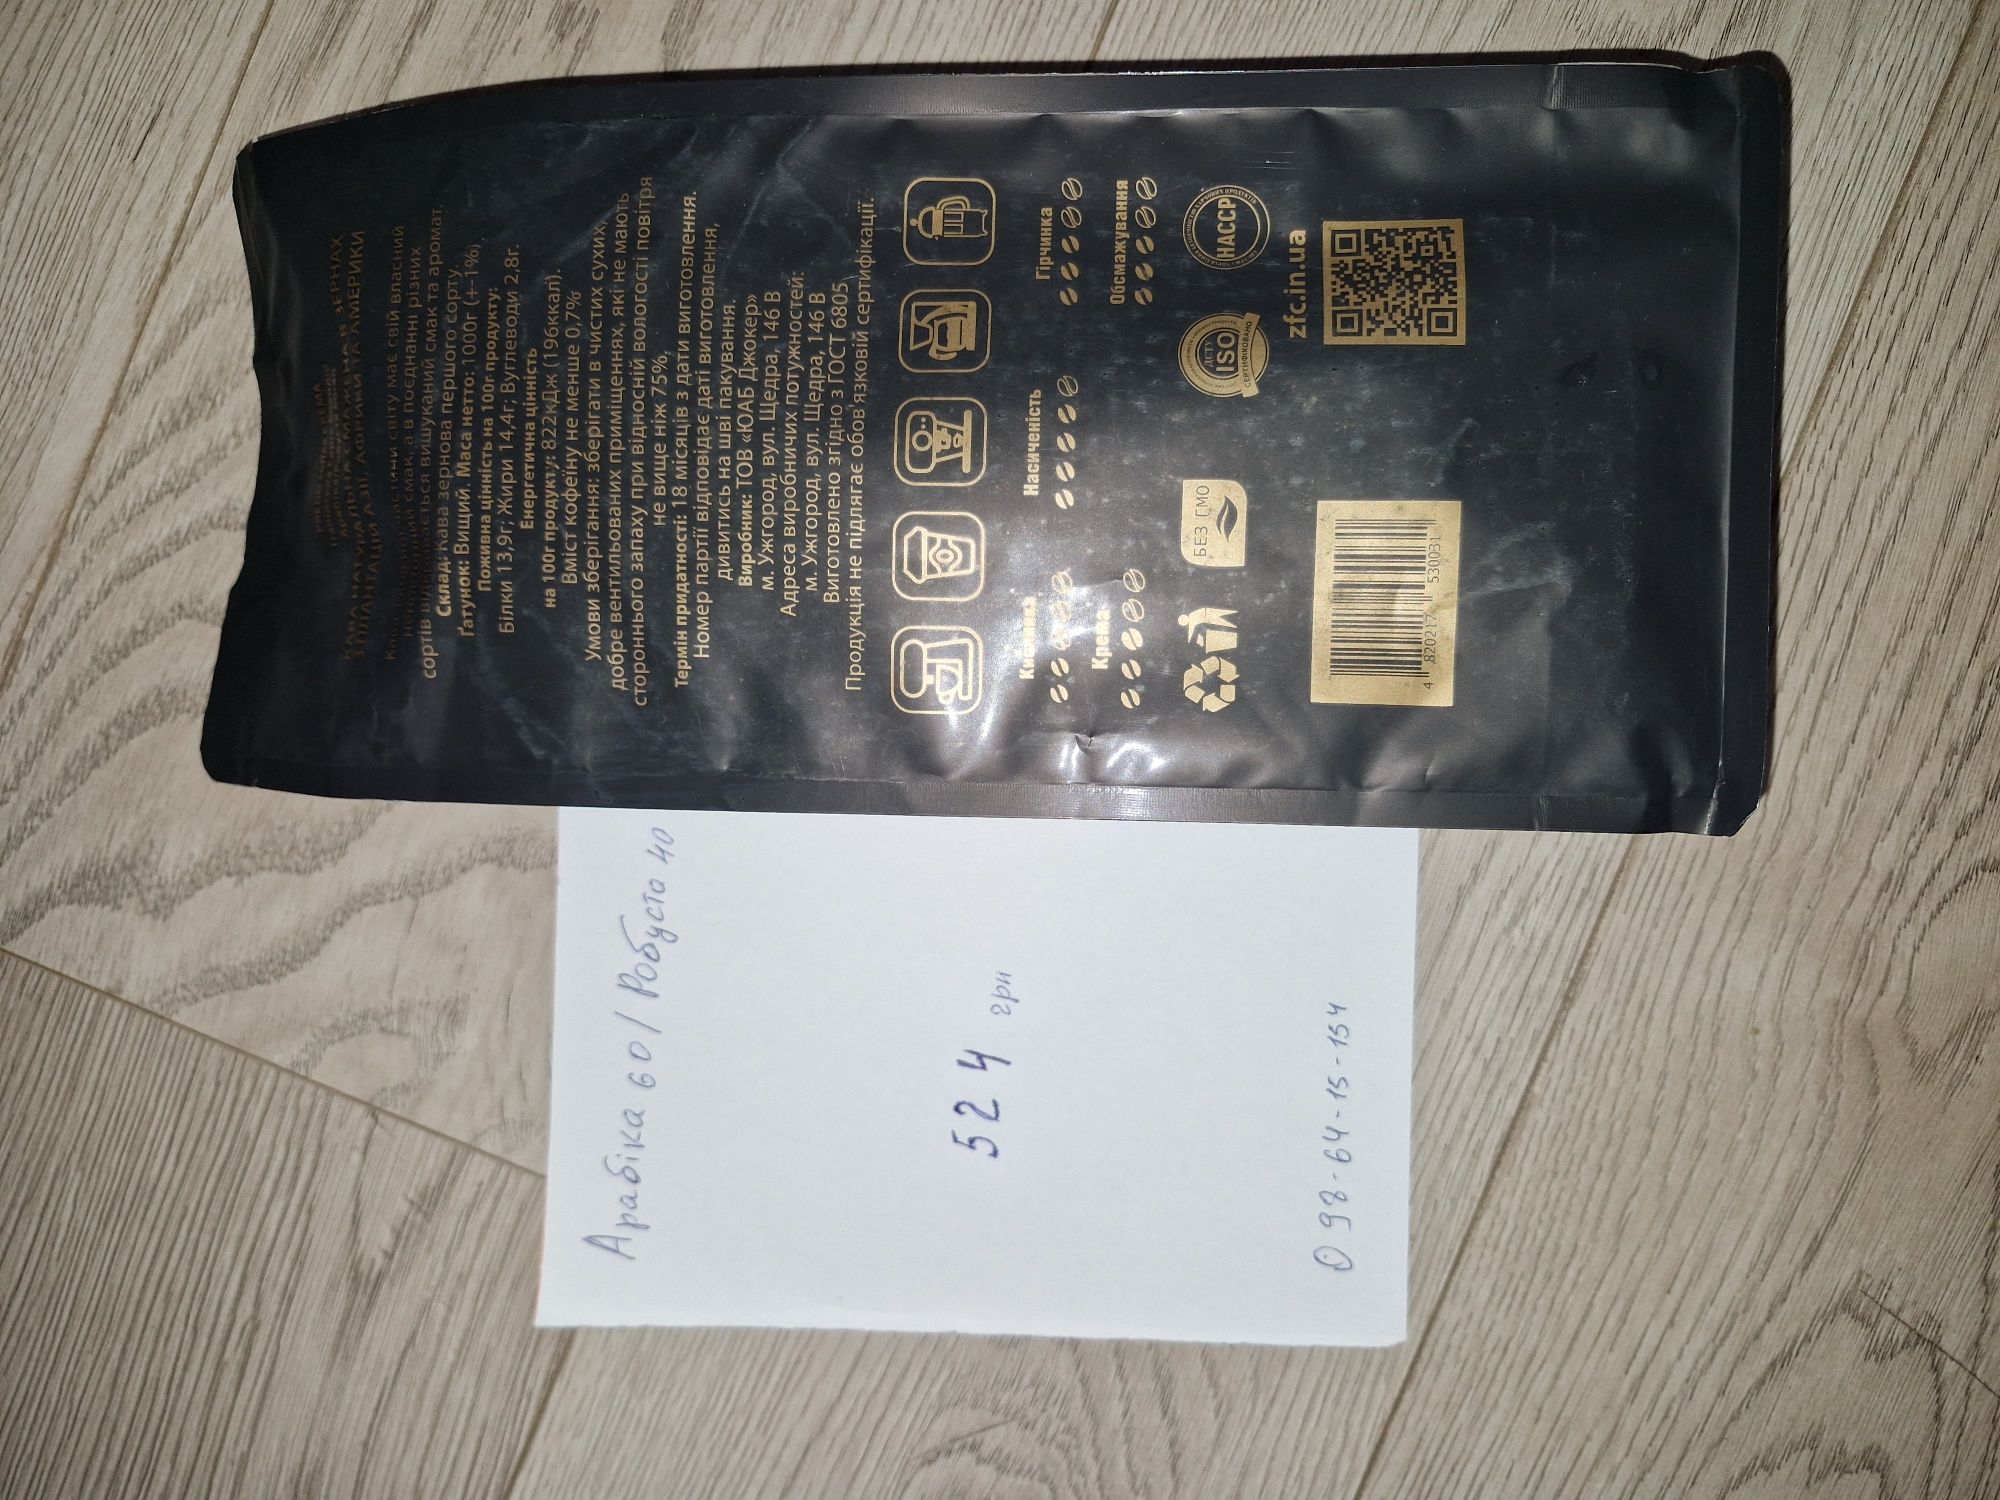 КАВА НАТУРАЛЬНА СМАЖЕНА В ЗЕРНАХ
З ПЛАНТАЦІЙ АЗІЇ, АФРИКИ ТА АМЕРИКИ
Кава з кожної частини світу має свій власний
неповторний смак, а в поєднанні різних
сортів відкривається вишуканий смак та аромат.
Склад: Кава зернова першого сорту.
Ґатунок: Вищий. Маса нетто: 1000г (+-1%)
Поживна цінність на 100г продукту:
Білки 13,9г; Жири 14,4г; Вуглеводи 2,8г.
Енергетична цінність
на 100г продукту: 822кДж (196ккал).
Вміст кофеїну не менше 0,7%
Умови зберігання: зберігати в чистих сухих,
добре вентильованих приміщеннях, які не мають
стороннього запаху при відносній вологості повітря
не вище ніж 75%.
Термін придатності: 18 місяців з дати виготовлення.
Номер партії відповідає даті виготовлення,
дивитись на шві пакування.
Виробник: ТОВ «ЮАБ Джокер»
м. Ужгород, вул. Щедра, 146 В
Адреса виробничих потужностей:
м. Ужгород, вул. Щедра, 146 В
Виготовлено згідно з ГОСТ 6805
Продукція не підлягає обов'язковій сертифікації.
Кислинка Насиченість Гірчинка
Крема Обсмажування
БЕЗ ГМО
ДСТУ
ISO
СЕРТИФІКОВАНО
HACCP
zfc.in.ua
4 820217 530031
Арабіка 60/Робуста 40
524 грн
098-64-15-154